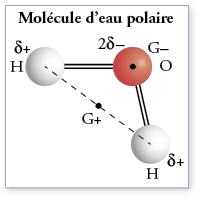 Molécule d'eau polaire
δ+ 2δ– G–
H O
G+
δ+
H